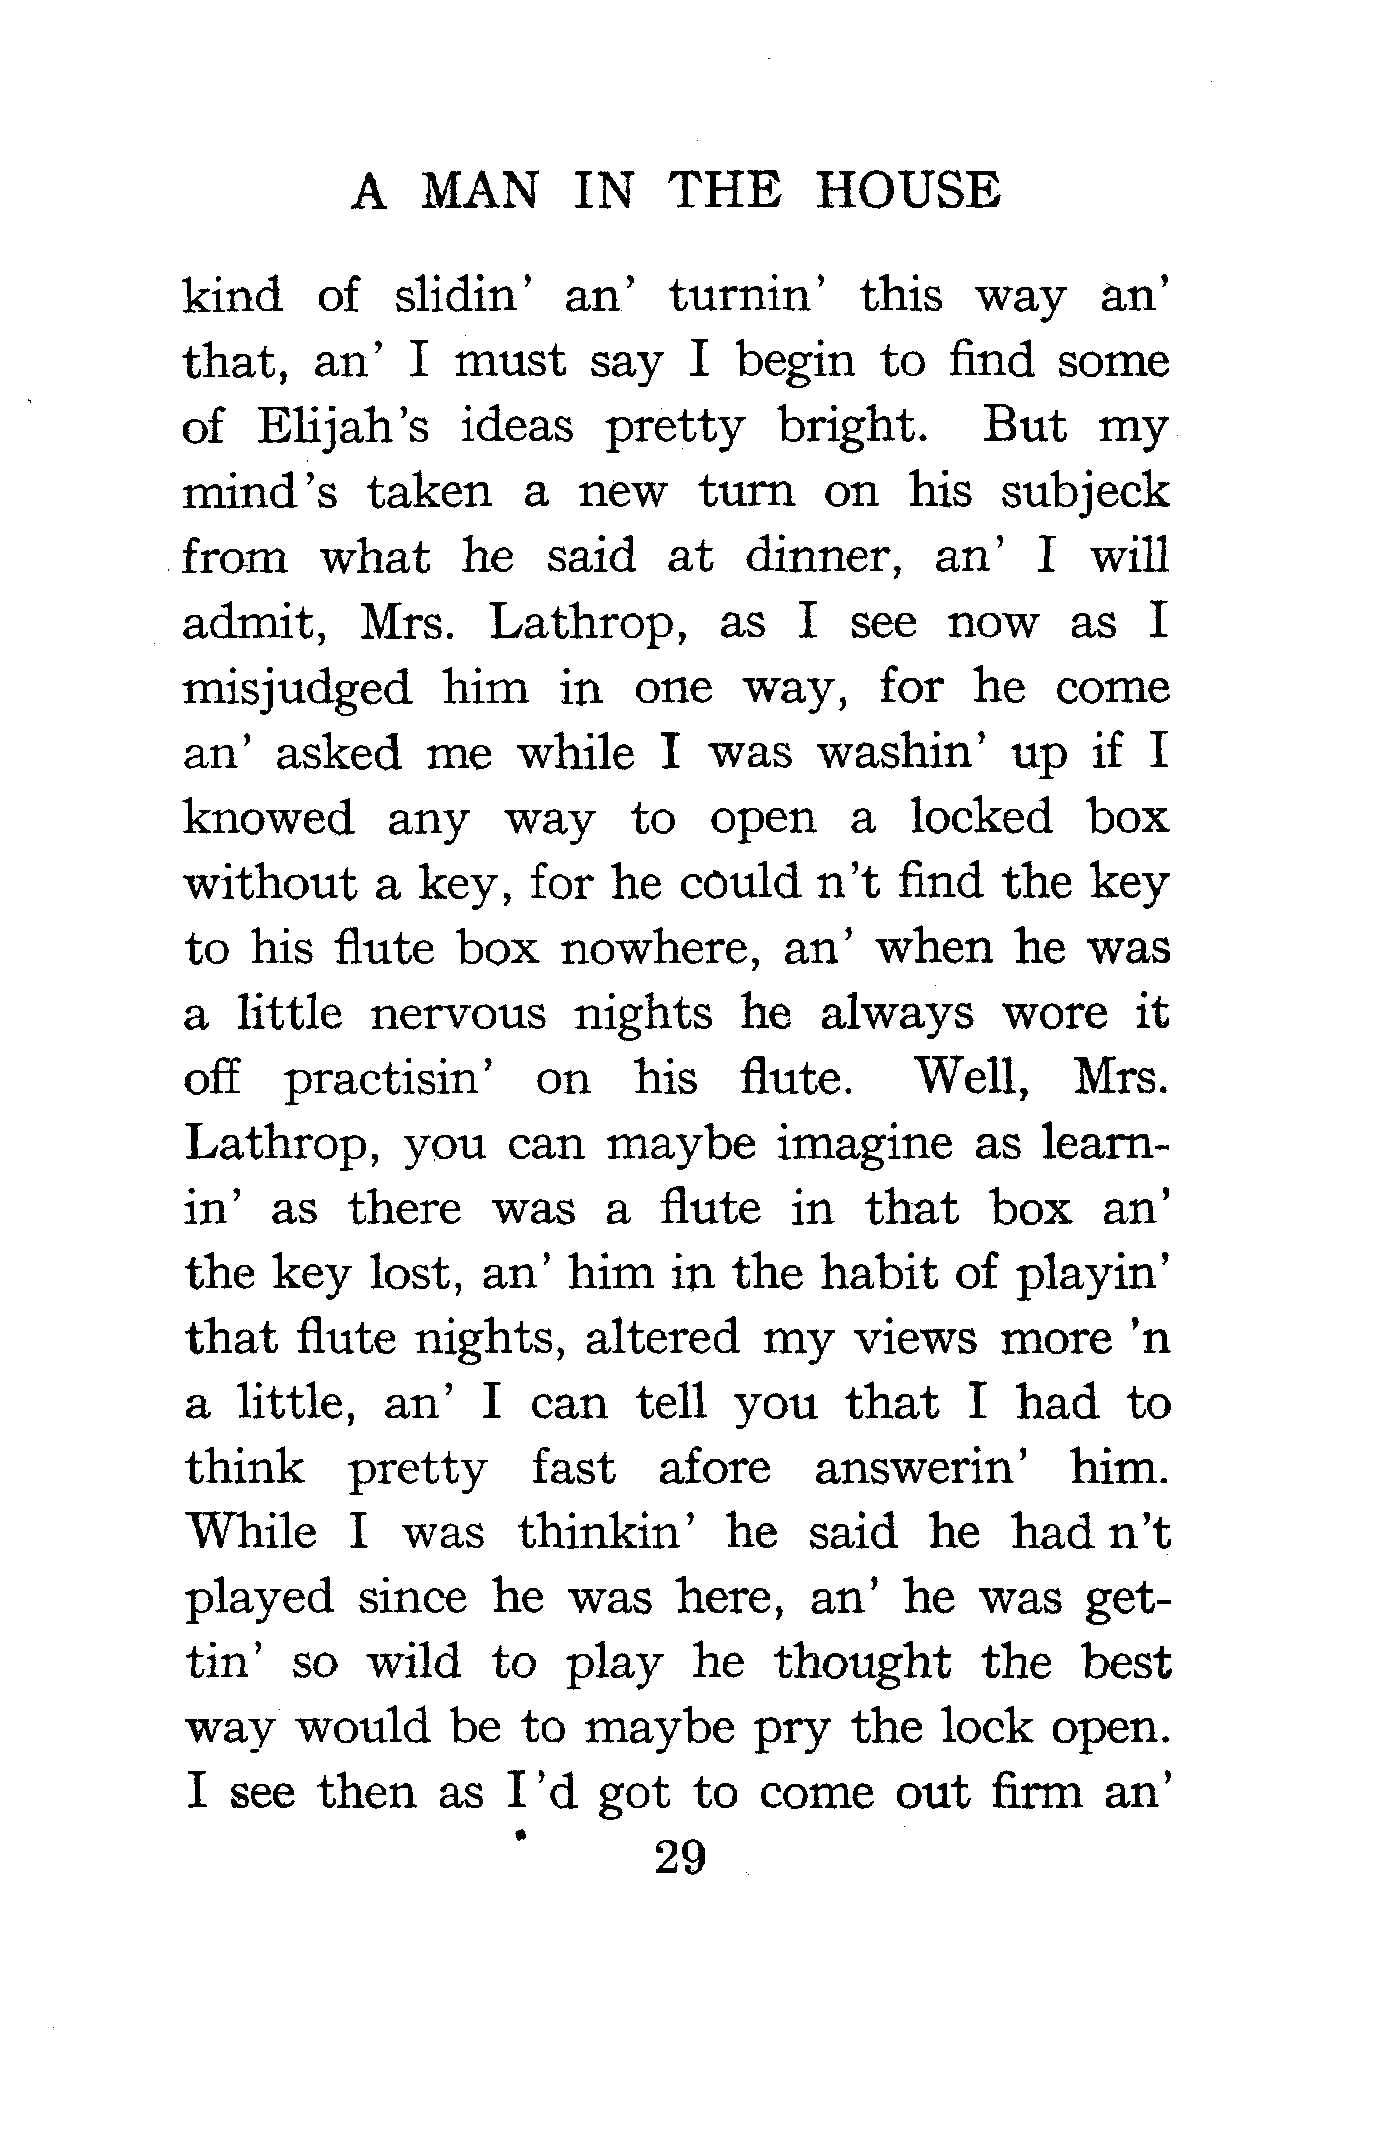 A MAN IN THE HOUSE
kind of slidin' an' turnin' this way an'
that, an' I must say I begin to find some
of Elijah's ideas pretty bright. But my
mind's taken a new turn on his subjeck
from what he said at dinner, an' I will
admit, Mrs. Lathrop, as I see now as I
misjudged him in one way, for he come
an' asked me while I was washin' up if I
knowed any way to open a locked box
without a key, for he could n't find the key
to his flute box nowhere, an' when he was
a little nervous nights he always wore it
off practisin' on his flute. Well, Mrs.
Lathrop, you can maybe imagine as learn-
in' as there was a flute in that box an'
the key lost, an' him in the habit of playin'
that flute nights, altered my views more 'n
a little, an' I can tell you that I had to
think pretty fast afore answerin' him.
While I was thinkin' he said he had n't
played since he was here, an' he was get-
tin' so wild to play he thought the best
way would be to maybe pry the lock open.
I see then as I'd got to come out firm an'
29